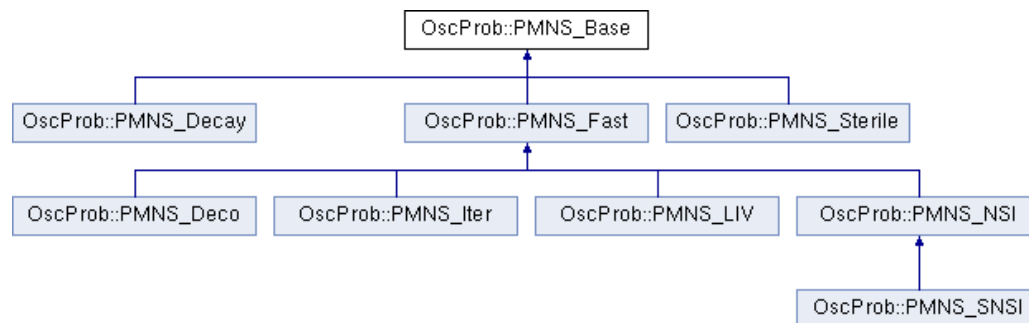 OscProb::PMNS_Base
OscProb::PMNS_Decay
OscProb::PMNS_Fast
OscProb::PMNS_Sterile
OscProb::PMNS_Deco
OscProb::PMNS_Iter
OscProb::PMNS_LIV
OscProb::PMNS_NSI
OscProb::PMNS_SNSI